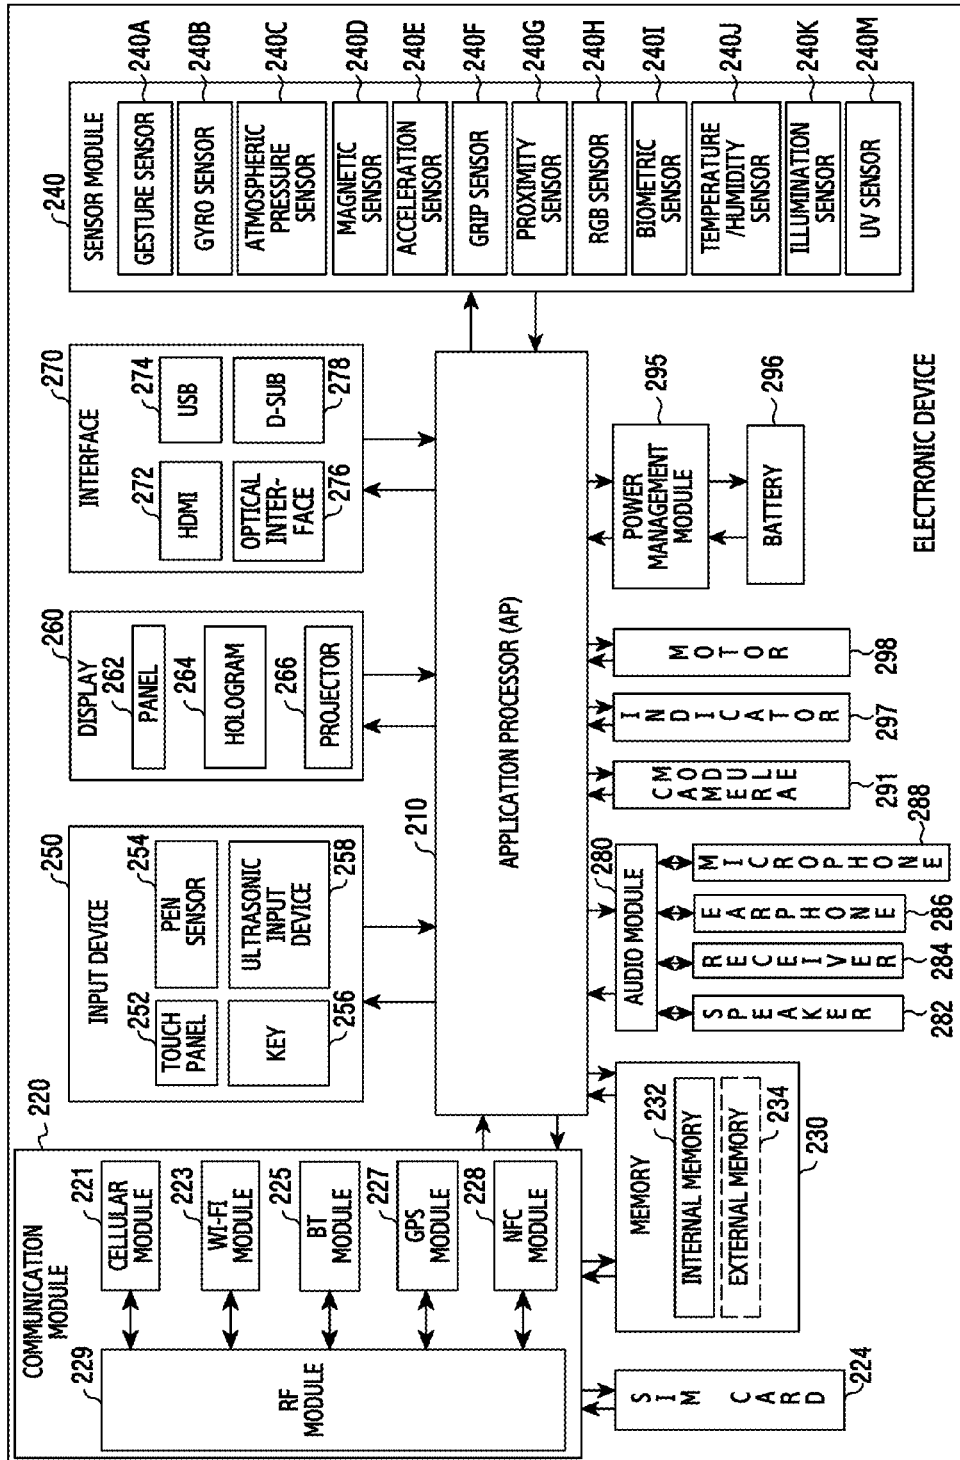 COMMUNICATION
MODULE
220
229
RF
MODULE
221
CELLULAR
MODULE
223
WI-FI
MODULE
225
BT
MODULE
227
GPS
MODULE
228
NFC
MODULE
250
INPUT DEVICE
252
TOUCH
PANEL
254
PEN
SENSOR
256
KEY
258
ULTRASONIC
INPUT
DEVICE
260
DISPLAY
262
PANEL
264
HOLOGRAM
266
PROJECTOR
270
INTERFACE
272
HDMI
274
USB
276
OPTICAL
INTER-
FACE
278
D-SUB
240
SENSOR MODULE
GESTURE SENSOR
240A
GYRO SENSOR
240B
ATMOSPHERIC
PRESSURE
SENSOR
240C
MAGNETIC
SENSOR
240D
ACCELERATION
SENSOR
240E
GRIP SENSOR
240F
PROXIMITY
SENSOR
240G
RGB SENSOR
240H
BIOMETRIC
SENSOR
240I
TEMPERATURE
/HUMIDITY
SENSOR
240J
ILLUMINATION
SENSOR
240K
UV SENSOR
240M
210
APPLICATION PROCESSOR (AP)
SIM CARD
224
MEMORY
232
INTERNAL MEMORY
EXTERNAL MEMORY
234
230
AUDIO MODULE
280
SPEAKER
282
RECEIVER
284
EARPHONE
286
MICROPHONE
288
CAMERA
MODULE
291
INDICATOR
297
MOTOR
298
POWER
MANAGEMENT
MODULE
295
BATTERY
296
ELECTRONIC DEVICE